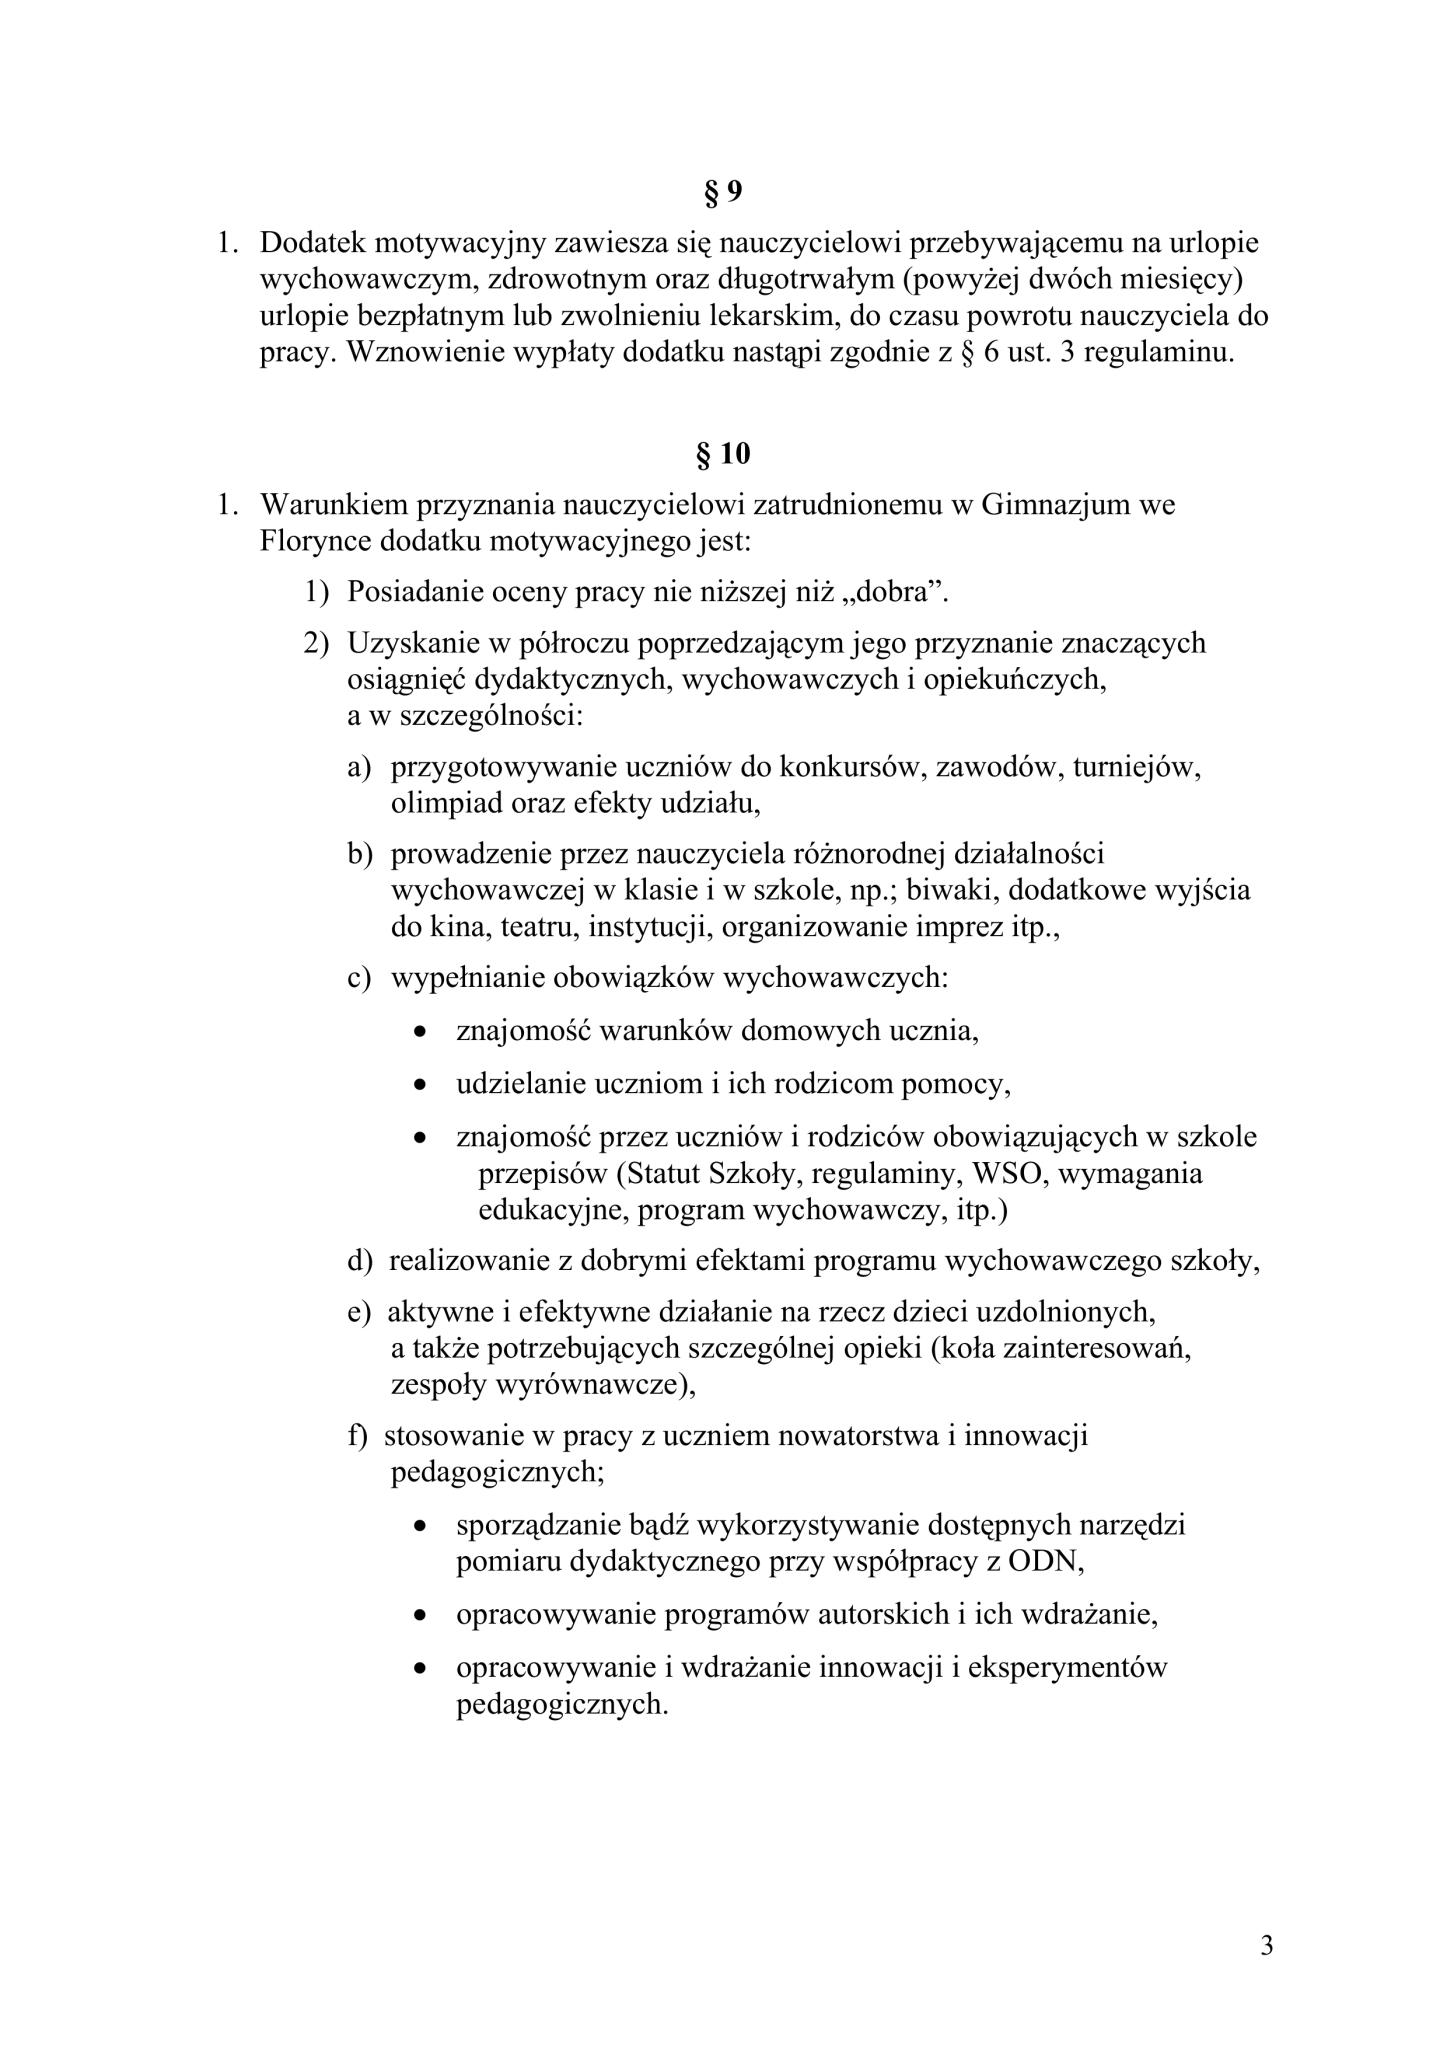 § 9
1. Dodatek motywacyjny zawiesza się nauczycielowi przebywającemu na urlopie
wychowawczym, zdrowotnym oraz długotrwałym (powyżej dwóch miesięcy)
urlopie bezpłatnym lub zwolnieniu lekarskim, do czasu powrotu nauczyciela do
pracy. Wznowienie wypłaty dodatku nastąpi zgodnie z § 6 ust. 3 regulaminu.
§ 10
1. Warunkiem przyznania nauczycielowi zatrudnionemu w Gimnazjum we
Florynce dodatku motywacyjnego jest:
1) Posiadanie oceny pracy nie niższej niż „dobra”.
2) Uzyskanie w półroczu poprzedzającym jego przyznanie znaczących
osiągnięć dydaktycznych, wychowawczych i opiekuńczych,
a w szczególności:
a) przygotowywanie uczniów do konkursów, zawodów, turniejów,
olimpiad oraz efekty udziału,
b) prowadzenie przez nauczyciela różnorodnej działalności
wychowawczej w klasie i w szkole, np.; biwaki, dodatkowe wyjścia
do kina, teatru, instytucji, organizowanie imprez itp.,
c) wypełnianie obowiązków wychowawczych:
• znajomość warunków domowych ucznia,
• udzielanie uczniom i ich rodzicom pomocy,
• znajomość przez uczniów i rodziców obowiązujących w szkole
przepisów (Statut Szkoły, regulaminy, WSO, wymagania
edukacyjne, program wychowawczy, itp.)
d) realizowanie z dobrymi efektami programu wychowawczego szkoły,
e) aktywne i efektywne działanie na rzecz dzieci uzdolnionych,
a także potrzebujących szczególnej opieki (koła zainteresowań,
zespoły wyrównawcze),
f) stosowanie w pracy z uczniem nowatorstwa i innowacji
pedagogicznych;
• sporządzanie bądź wykorzystywanie dostępnych narzędzi
pomiaru dydaktycznego przy współpracy z ODN,
• opracowywanie programów autorskich i ich wdrażanie,
• opracowywanie i wdrażanie innowacji i eksperymentów
pedagogicznych.
3